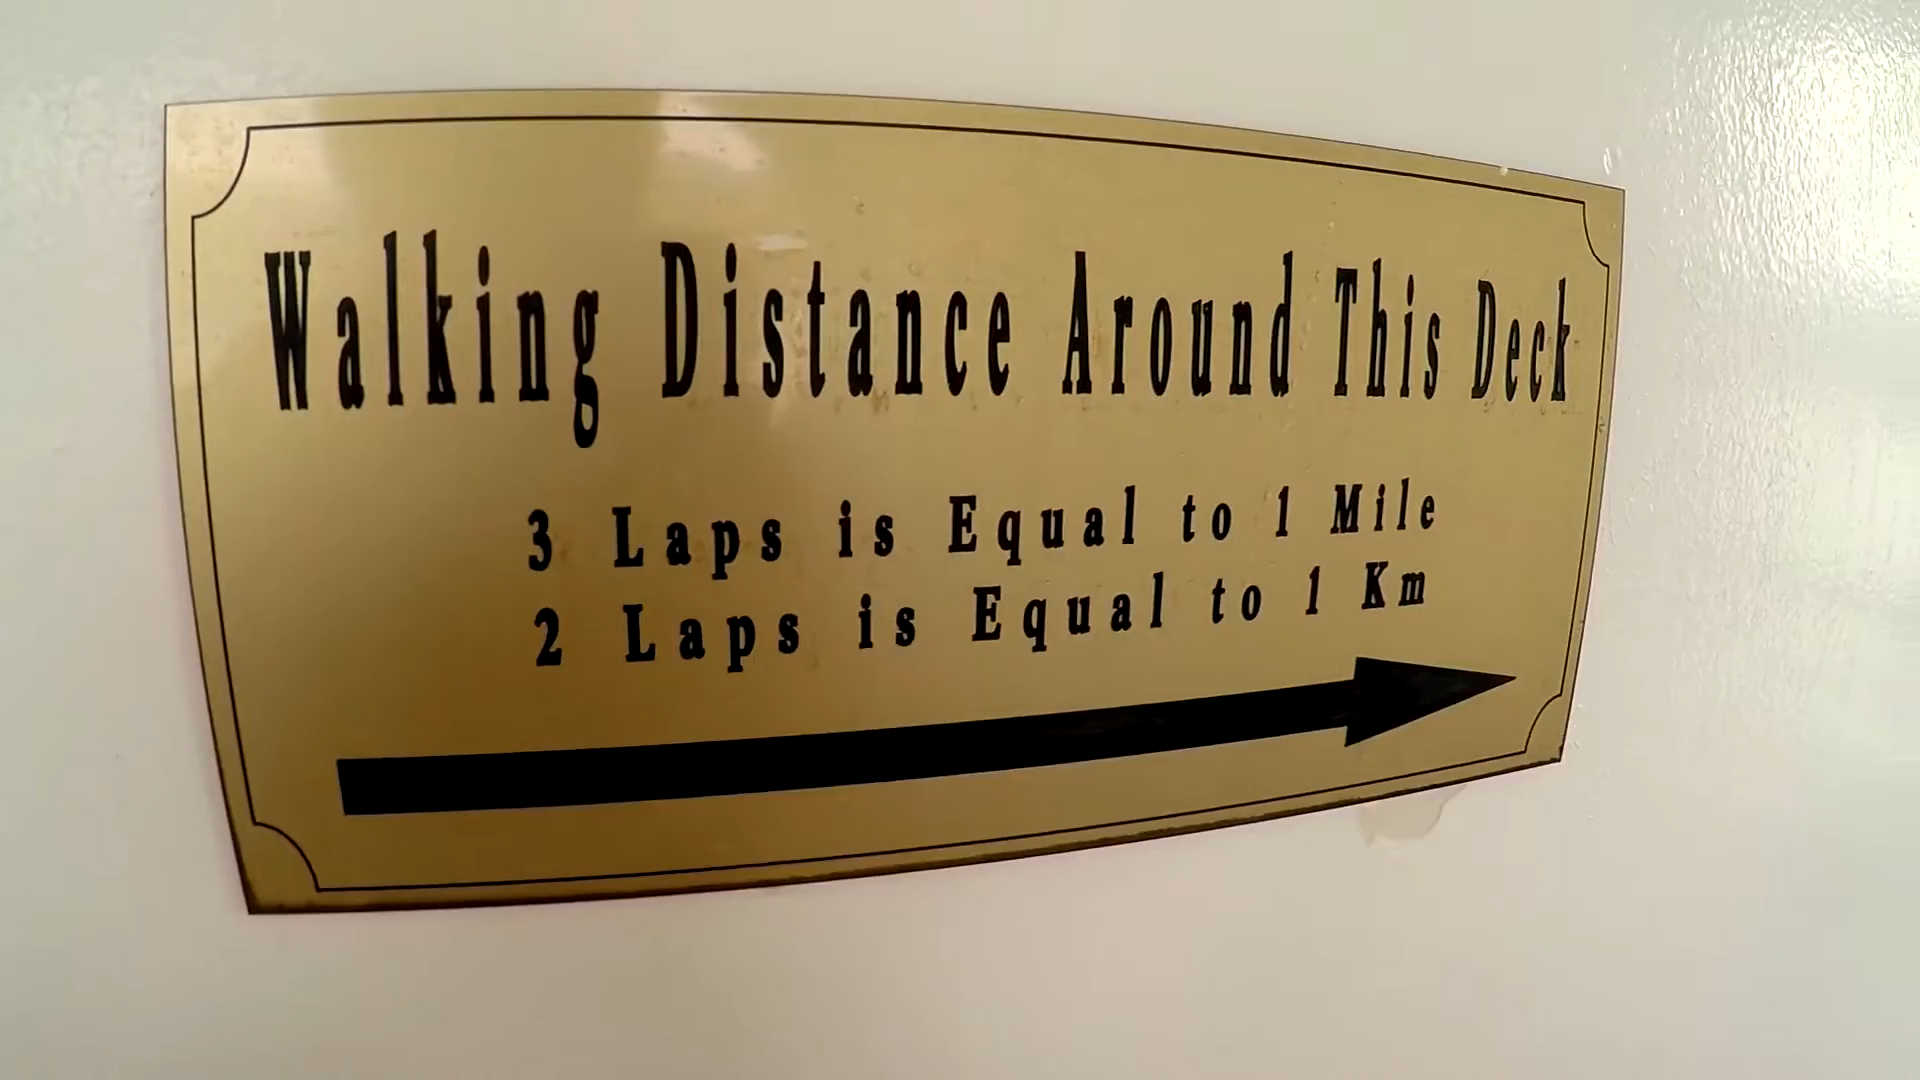 Walking Distance Around This Deck
3 Laps is Equal to 1 Mile
2 Laps is Equal to 1 Km